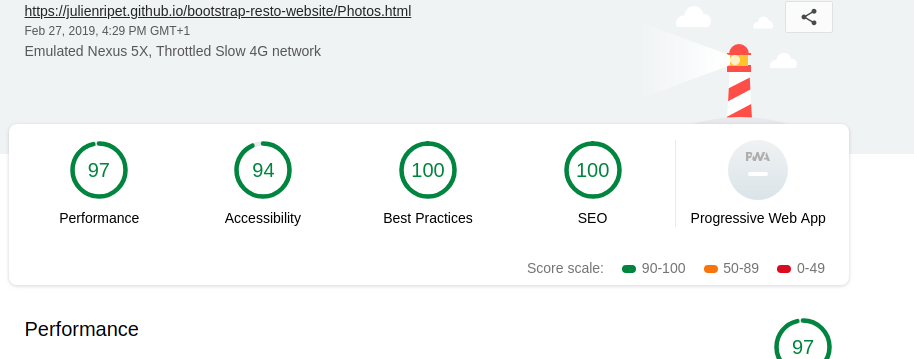 https://julienripet.github.io/bootstrap-resto-website/Photos.html
Feb 27, 2019, 4:29 PM GMT+1
Emulated Nexus 5X, Throttled Slow 4G network
97 94 100 100 PWA
Performance Accessibility Best Practices SEO Progressive Web App
Score scale: 90-100 50-89 0-49
Performance
97